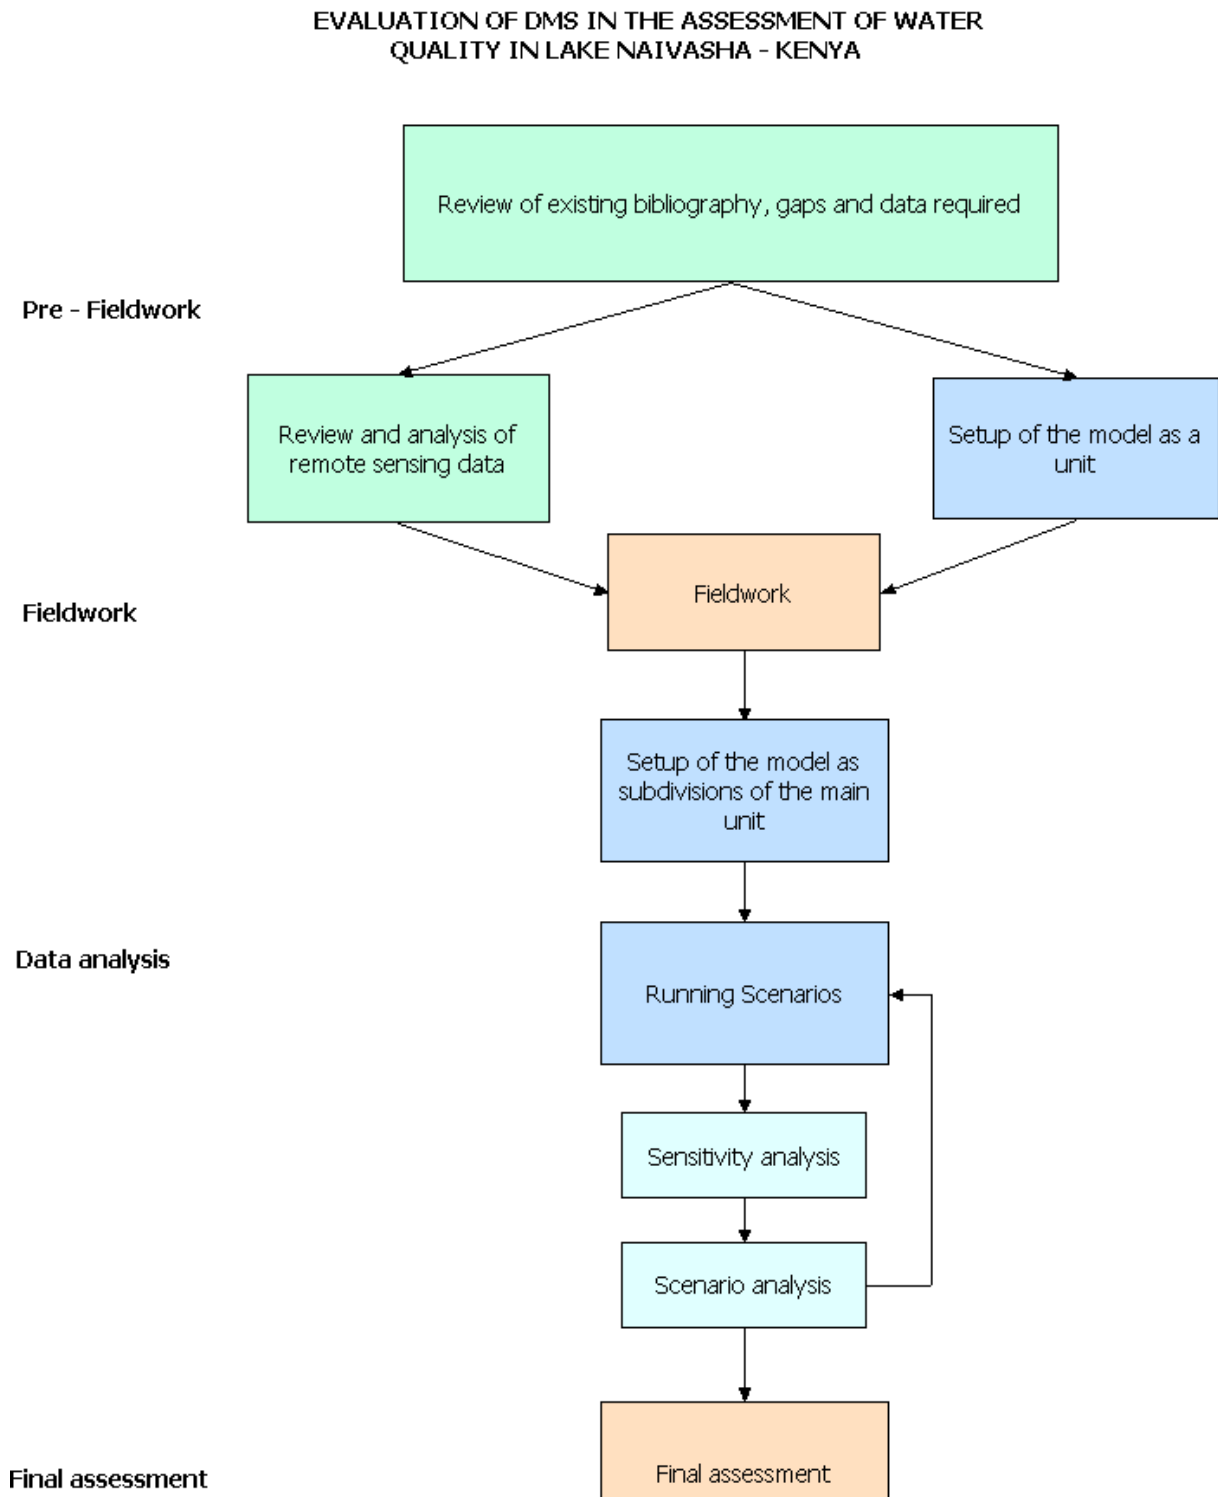 EVALUATION OF DMS IN THE ASSESSMENT OF WATER
QUALITY IN LAKE NAIVASHA - KENYA
Review of existing bibliography, gaps and data required
Pre - Fieldwork
Review and analysis of
remote sensing data
Setup of the model as a
unit
Fieldwork
Fieldwork
Setup of the model as
subdivisions of the main
unit
Data analysis
Running Scenarios
Sensitivity analysis
Scenario analysis
Final assessment
Final assessment